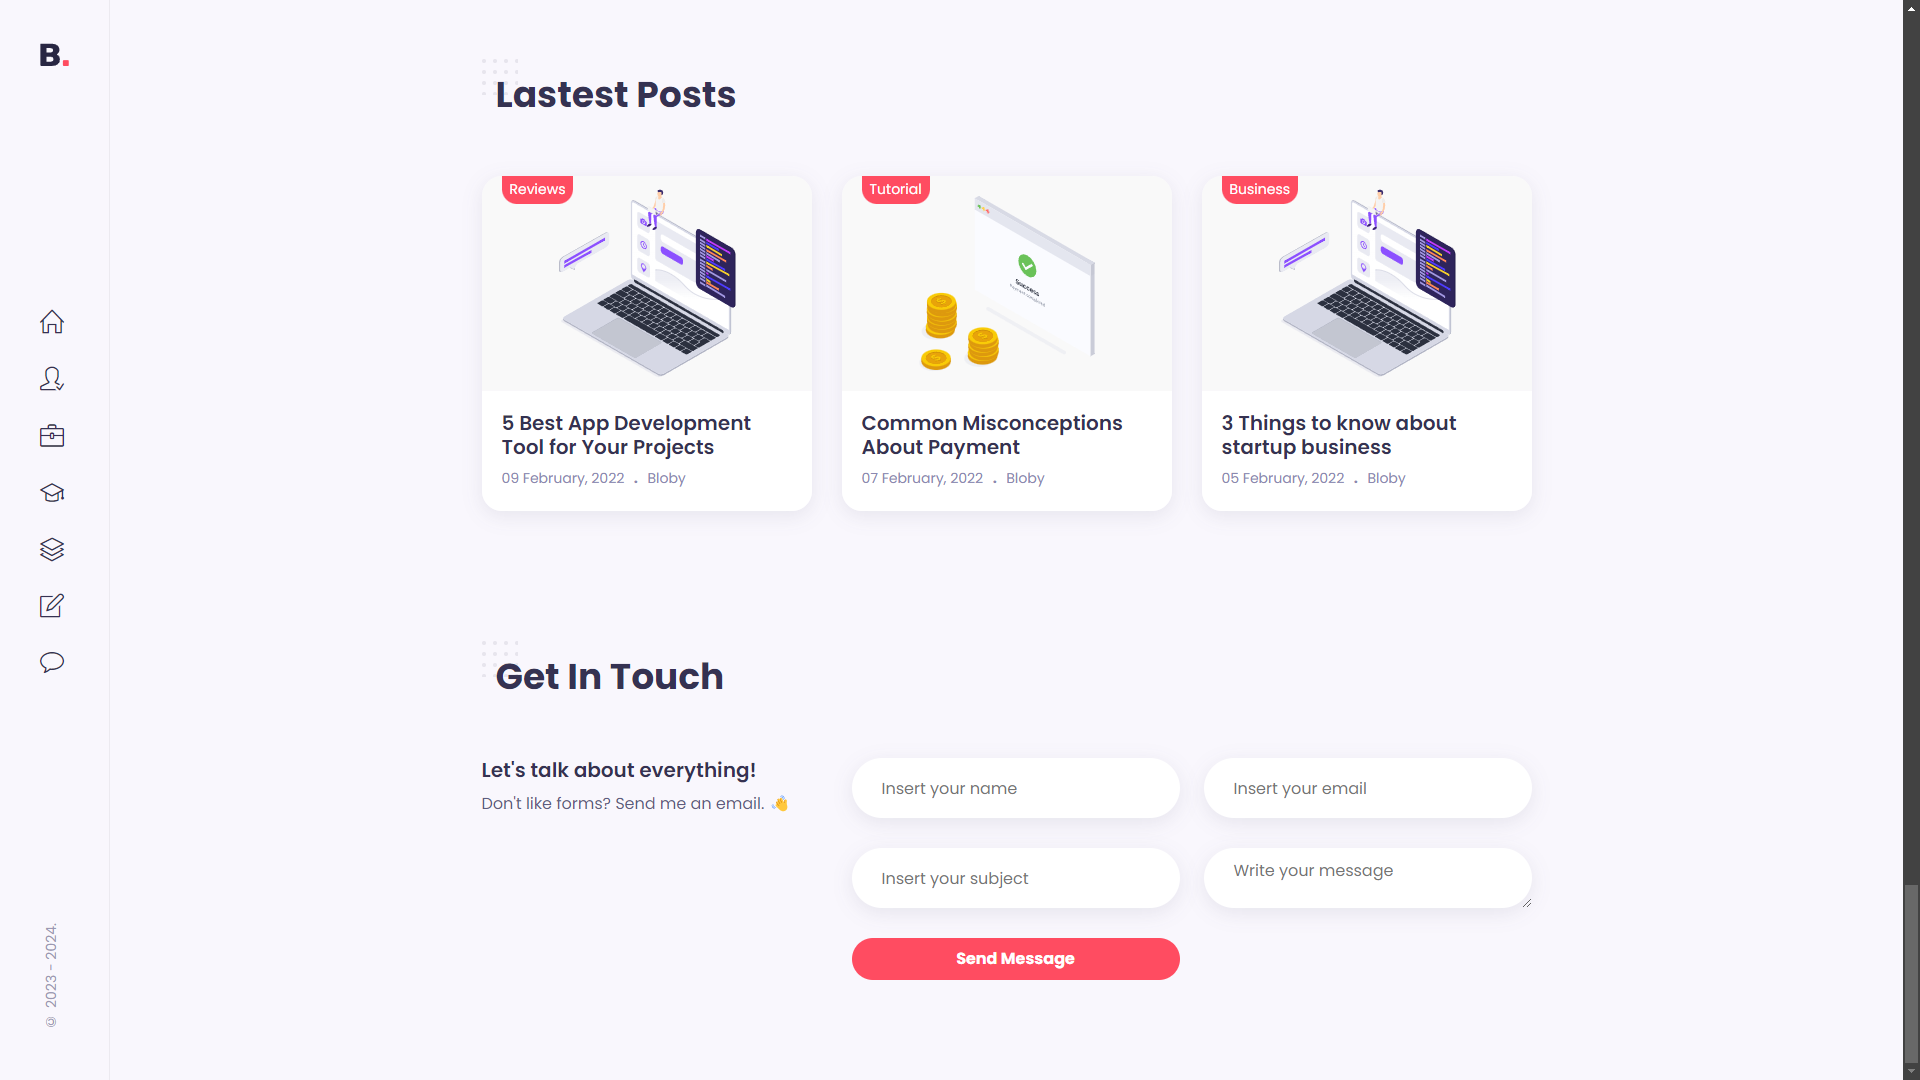 B.
Lastest Posts
Reviews
5 Best App Development
Tool for Your Projects
09 February, 2022 . Bloby
Tutorial
Success
Common Misconceptions
About Payment
07 February, 2022 . Bloby
Business
3 Things to know about
startup business
05 February, 2022 . Bloby
Get In Touch
Let's talk about everything!
Don't like forms? Send me an email. 👋
Insert your name
Insert your email
Insert your subject
Write your message
Send Message
© 2023 - 2024.